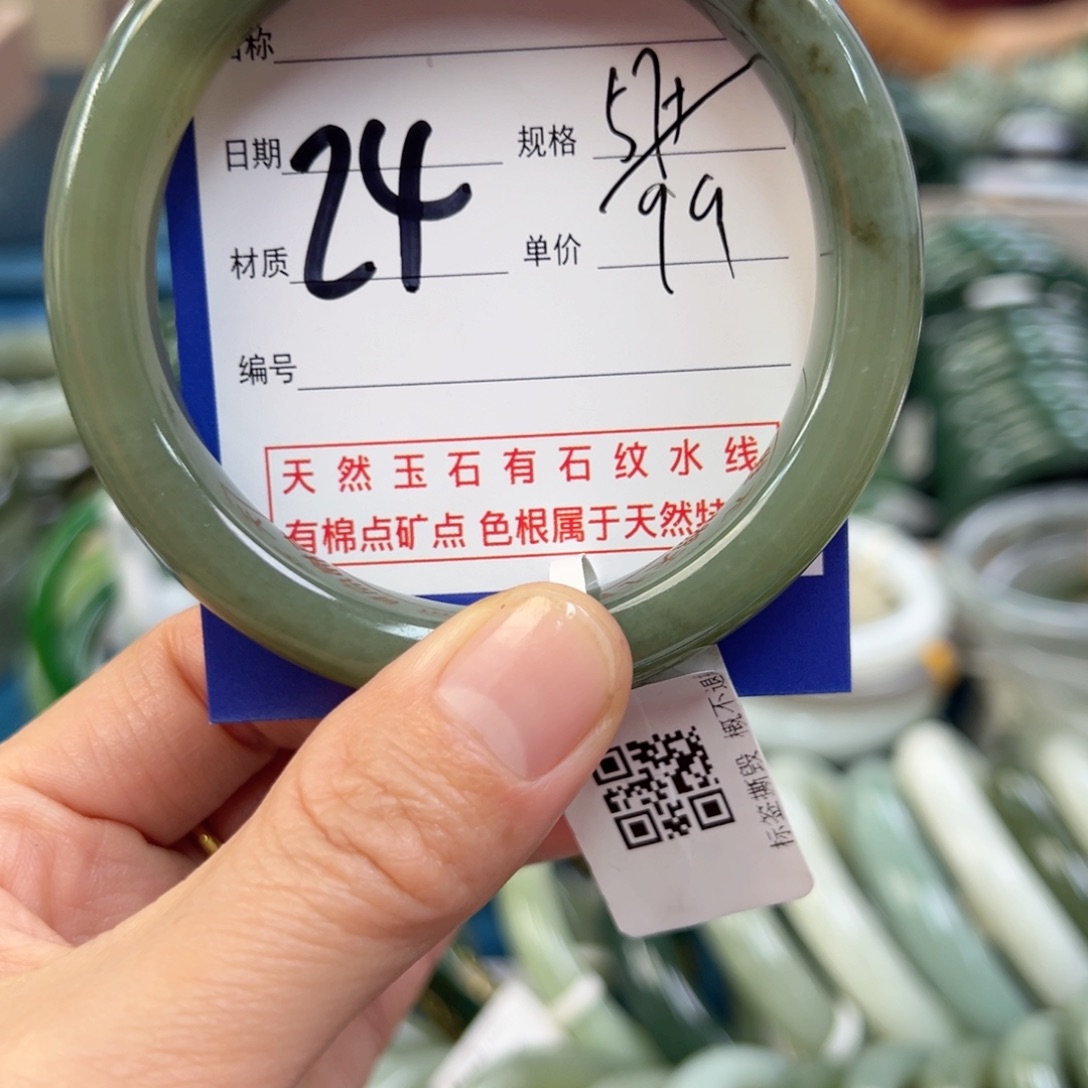 称
日期 24 规格 57#
材质 单价 99
编号
天然玉石有石纹水线
有棉点矿点 色根属于天然特
标签撕毁 概不退